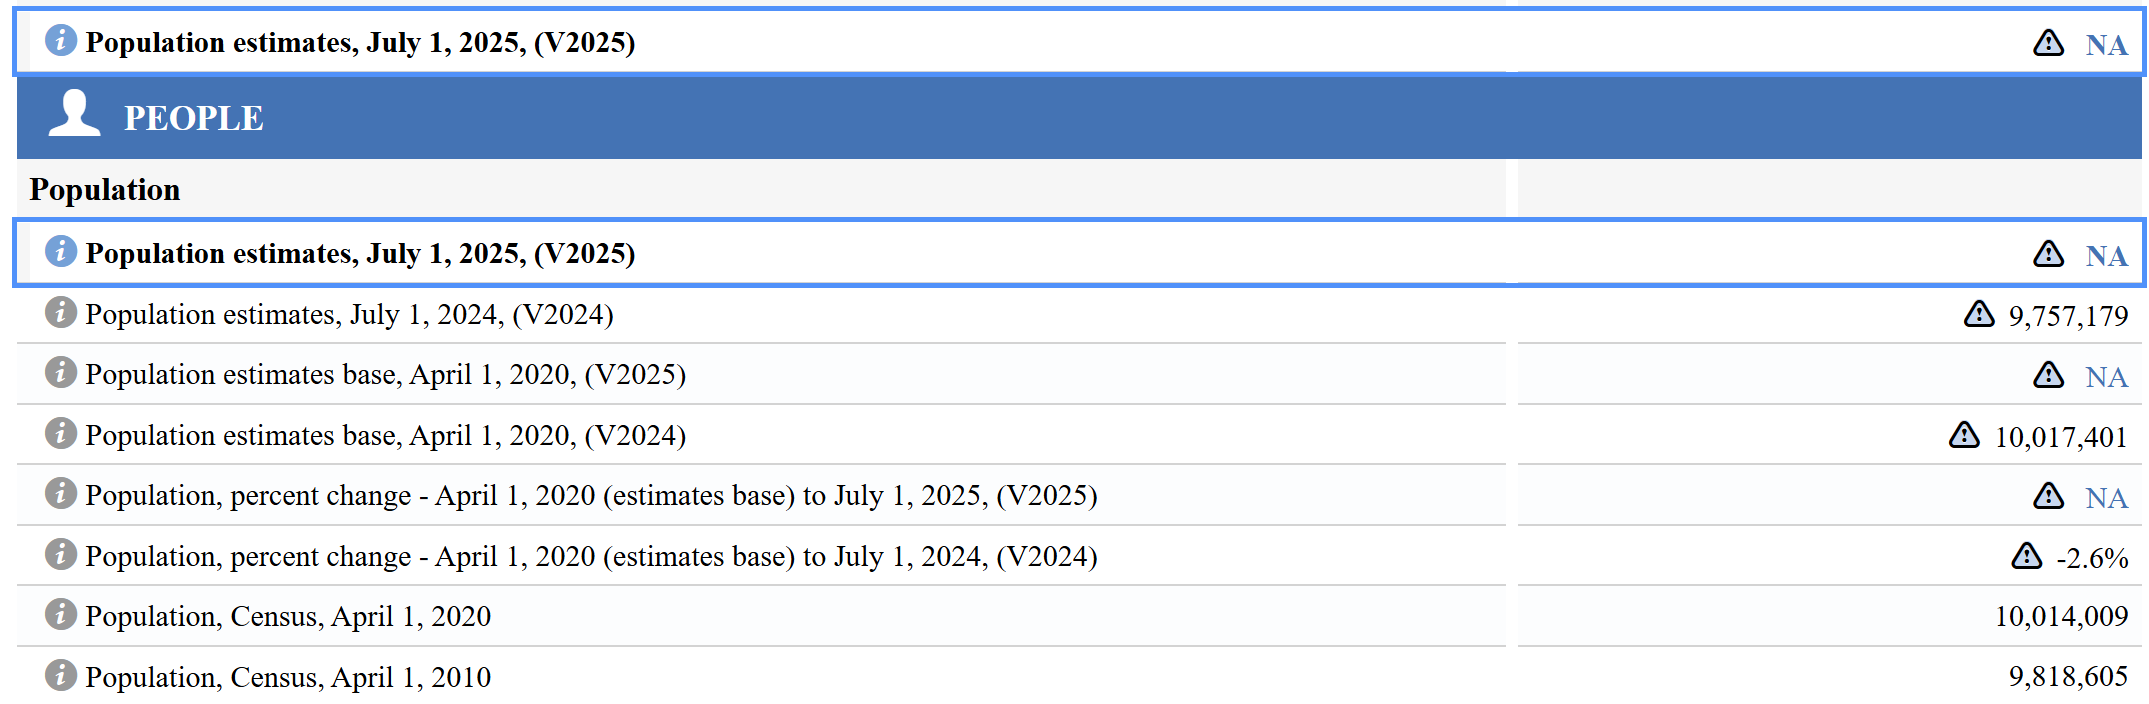 Population estimates, July 1, 2025, (V2025) NA
PEOPLE
Population
Population estimates, July 1, 2025, (V2025) NA
Population estimates, July 1, 2024, (V2024) 9,757,179
Population estimates base, April 1, 2020, (V2025) NA
Population estimates base, April 1, 2020, (V2024) 10,017,401
Population, percent change - April 1, 2020 (estimates base) to July 1, 2025, (V2025) NA
Population, percent change - April 1, 2020 (estimates base) to July 1, 2024, (V2024) -2.6%
Population, Census, April 1, 2020 10,014,009
Population, Census, April 1, 2010 9,818,605